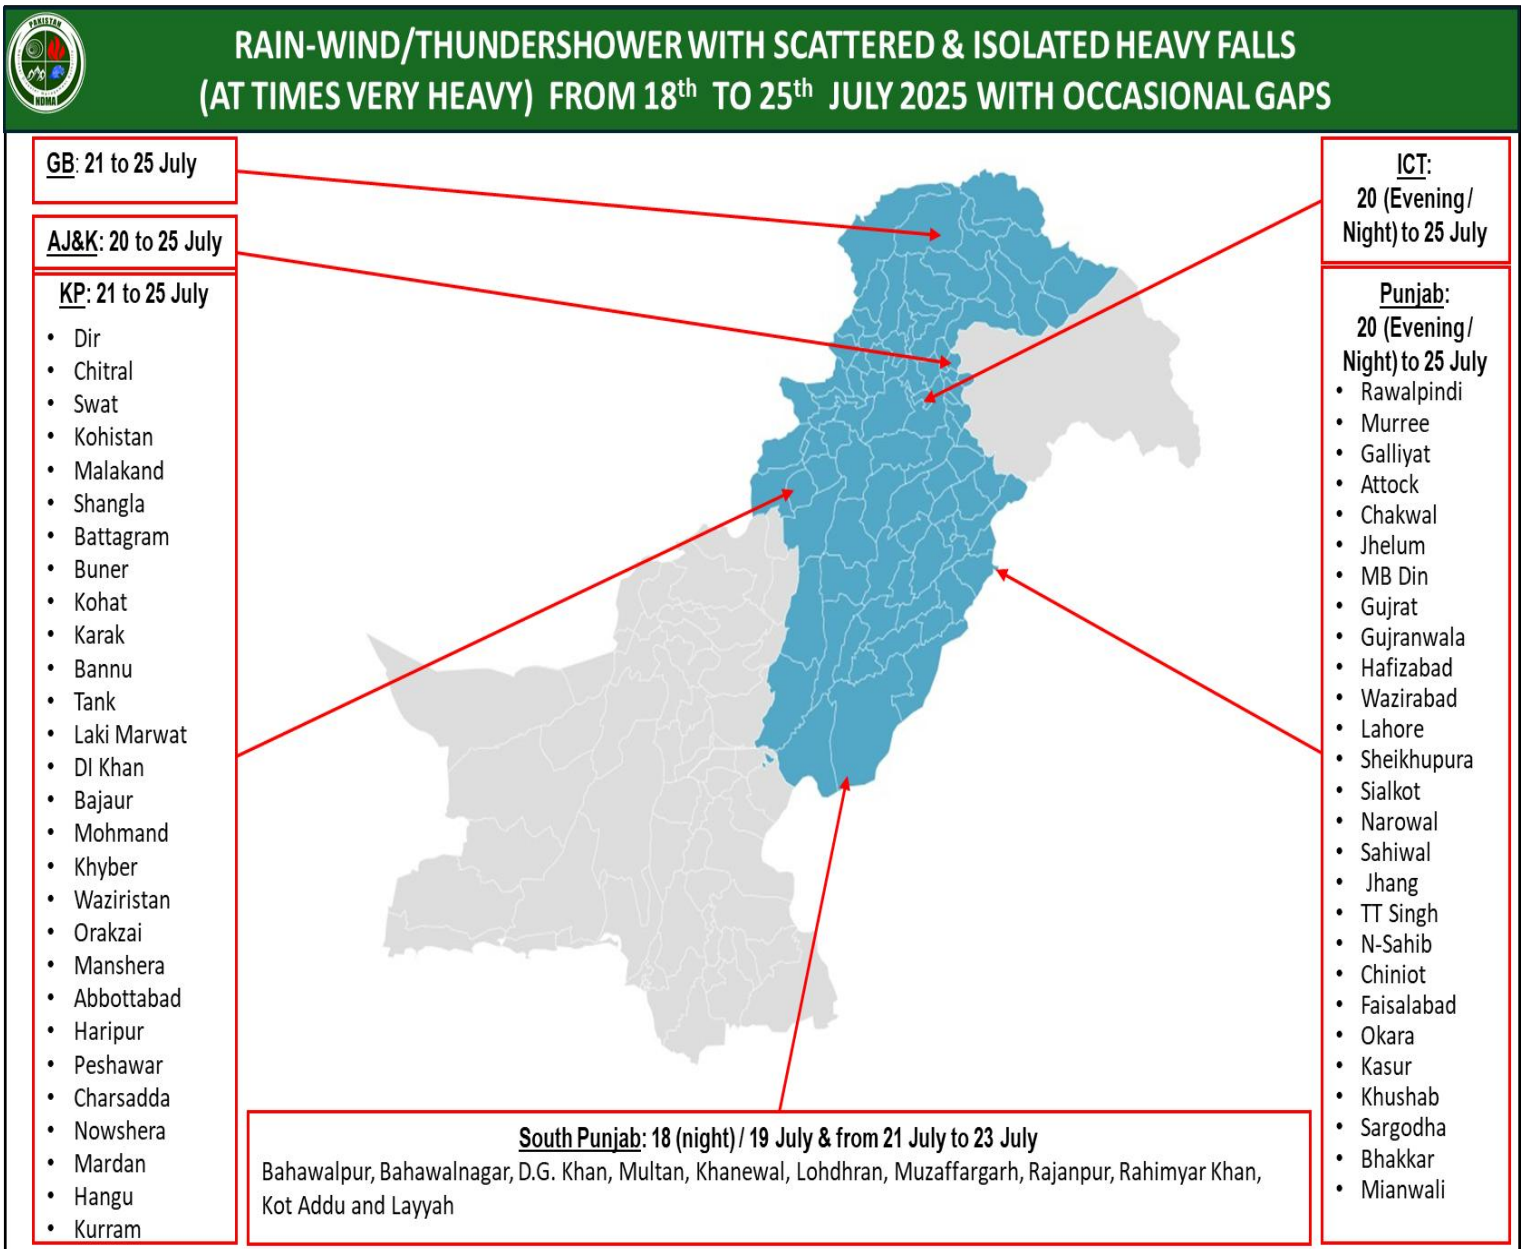 PAKISTAN
NDMA
RAIN-WIND/THUNDERSHOWER WITH SCATTERED & ISOLATED HEAVY FALLS
(AT TIMES VERY HEAVY) FROM 18th TO 25th JULY 2025 WITH OCCASIONAL GAPS
GB: 21 to 25 July
AJ&K: 20 to 25 July
KP: 21 to 25 July
• Dir
• Chitral
• Swat
• Kohistan
• Malakand
• Shangla
• Battagram
• Buner
• Kohat
• Karak
• Bannu
• Tank
• Laki Marwat
• DI Khan
• Bajaur
• Mohmand
• Khyber
• Waziristan
• Orakzai
• Manshera
• Abbottabad
• Haripur
• Peshawar
• Charsadda
• Nowshera
• Mardan
• Hangu
• Kurram
South Punjab: 18 (night) / 19 July & from 21 July to 23 July
Bahawalpur, Bahawalnagar, D.G. Khan, Multan, Khanewal, Lohdhran, Muzaffargarh, Rajanpur, Rahimyar Khan,
Kot Addu and Layyah
ICT:
20 (Evening/
Night) to 25 July
Punjab:
20 (Evening/
Night) to 25 July
• Rawalpindi
• Murree
• Galliyat
• Attock
• Chakwal
• Jhelum
• MB Din
• Gujrat
• Gujranwala
• Hafizabad
• Wazirabad
• Lahore
• Sheikhupura
• Sialkot
• Narowal
• Sahiwal
• Jhang
• TT Singh
• N-Sahib
• Chiniot
• Faisalabad
• Okara
• Kasur
• Khushab
• Sargodha
• Bhakkar
• Mianwali